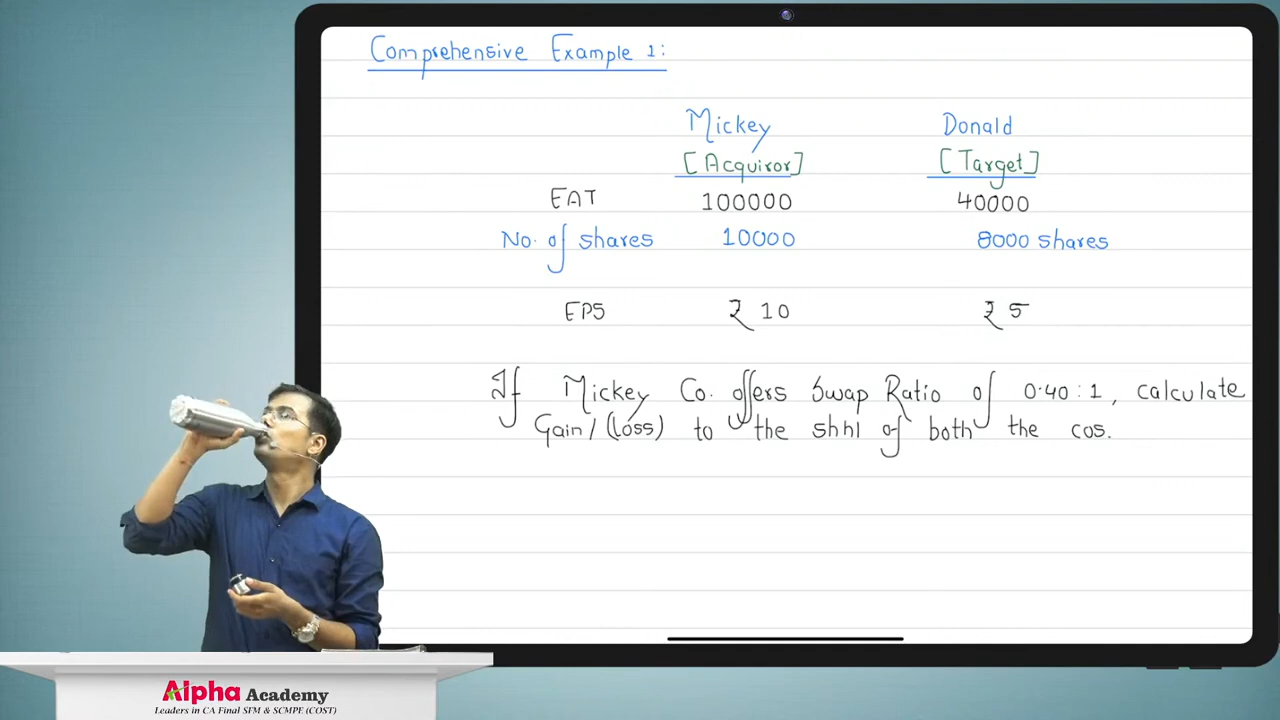 Comprehensive Example 1:
Mickey Donald
[Acquiror] [Target]
EAT 100000 40000
No. of shares 10000 8000 shares
EPS ₹ 10 ₹ 5
If Mickey Co. offers Swap Ratio of 0.40 : 1, calculate
Gain / (loss) to the shhl of both the cos.
Alpha Academy
Leaders in CA Final SFM & SCMPE (COST)